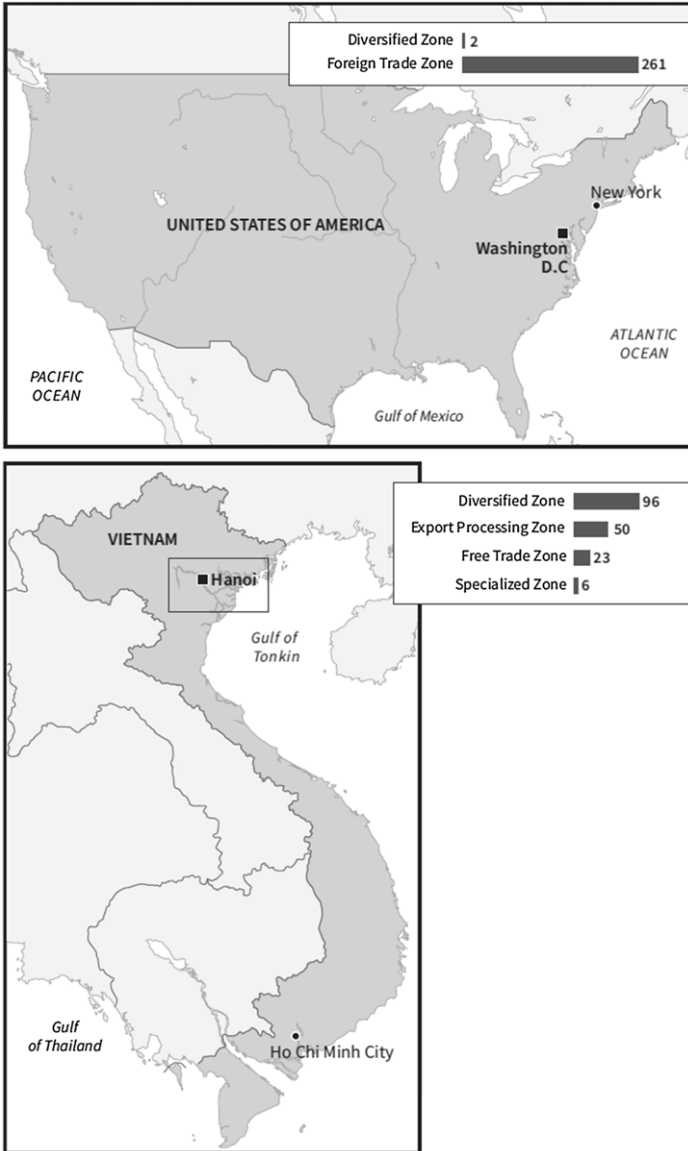 Diversified Zone 2
Foreign Trade Zone 261
New York
UNITED STATES OF AMERICA
Washington
D.C
ATLANTIC
OCEAN
PACIFIC
OCEAN
Gulf of Mexico
Diversified Zone 96
Export Processing Zone 50
Free Trade Zone 23
Specialized Zone 6
VIETNAM
Hanoi
Gulf of
Tonkin
Gulf
of Thailand
Ho Chi Minh City